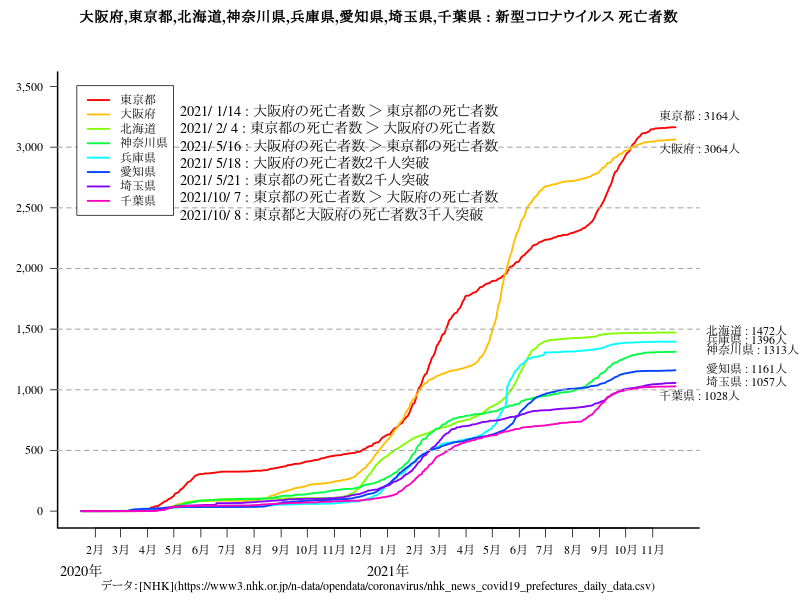 大阪府,東京都,北海道,神奈川県,兵庫県,愛知県,埼玉県,千葉県 : 新型コロナウイルス 死亡者数
3,500
3,000
2,500
2,000
1,500
1,000
500
0
東京都
大阪府
北海道
神奈川県
兵庫県
愛知県
埼玉県
千葉県
2021/ 1/14 : 大阪府の死亡者数 ＞ 東京都の死亡者数
2021/ 2/ 4 : 東京都の死亡者数 ＞ 大阪府の死亡者数
2021/ 5/16 : 大阪府の死亡者数 ＞ 東京都の死亡者数
2021/ 5/18 : 大阪府の死亡者数2千人突破
2021/ 5/21 : 東京都の死亡者数2千人突破
2021/10/ 7 : 東京都の死亡者数 ＞ 大阪府の死亡者数
2021/10/ 8 : 東京都と大阪府の死亡者数3千人突破
東京都 : 3164人
大阪府 : 3064人
北海道 : 1472人
兵庫県 : 1396人
神奈川県 : 1313人
愛知県 : 1161人
埼玉県 : 1057人
千葉県 : 1028人
2月 3月 4月 5月 6月 7月 8月 9月 10月 11月 12月 1月 2月 3月 4月 5月 6月 7月 8月 9月 10月 11月
2020年 2021年
データ：[NHK](https://www3.nhk.or.jp/n-data/opendata/coronavirus/nhk_news_covid19_prefectures_daily_data.csv)